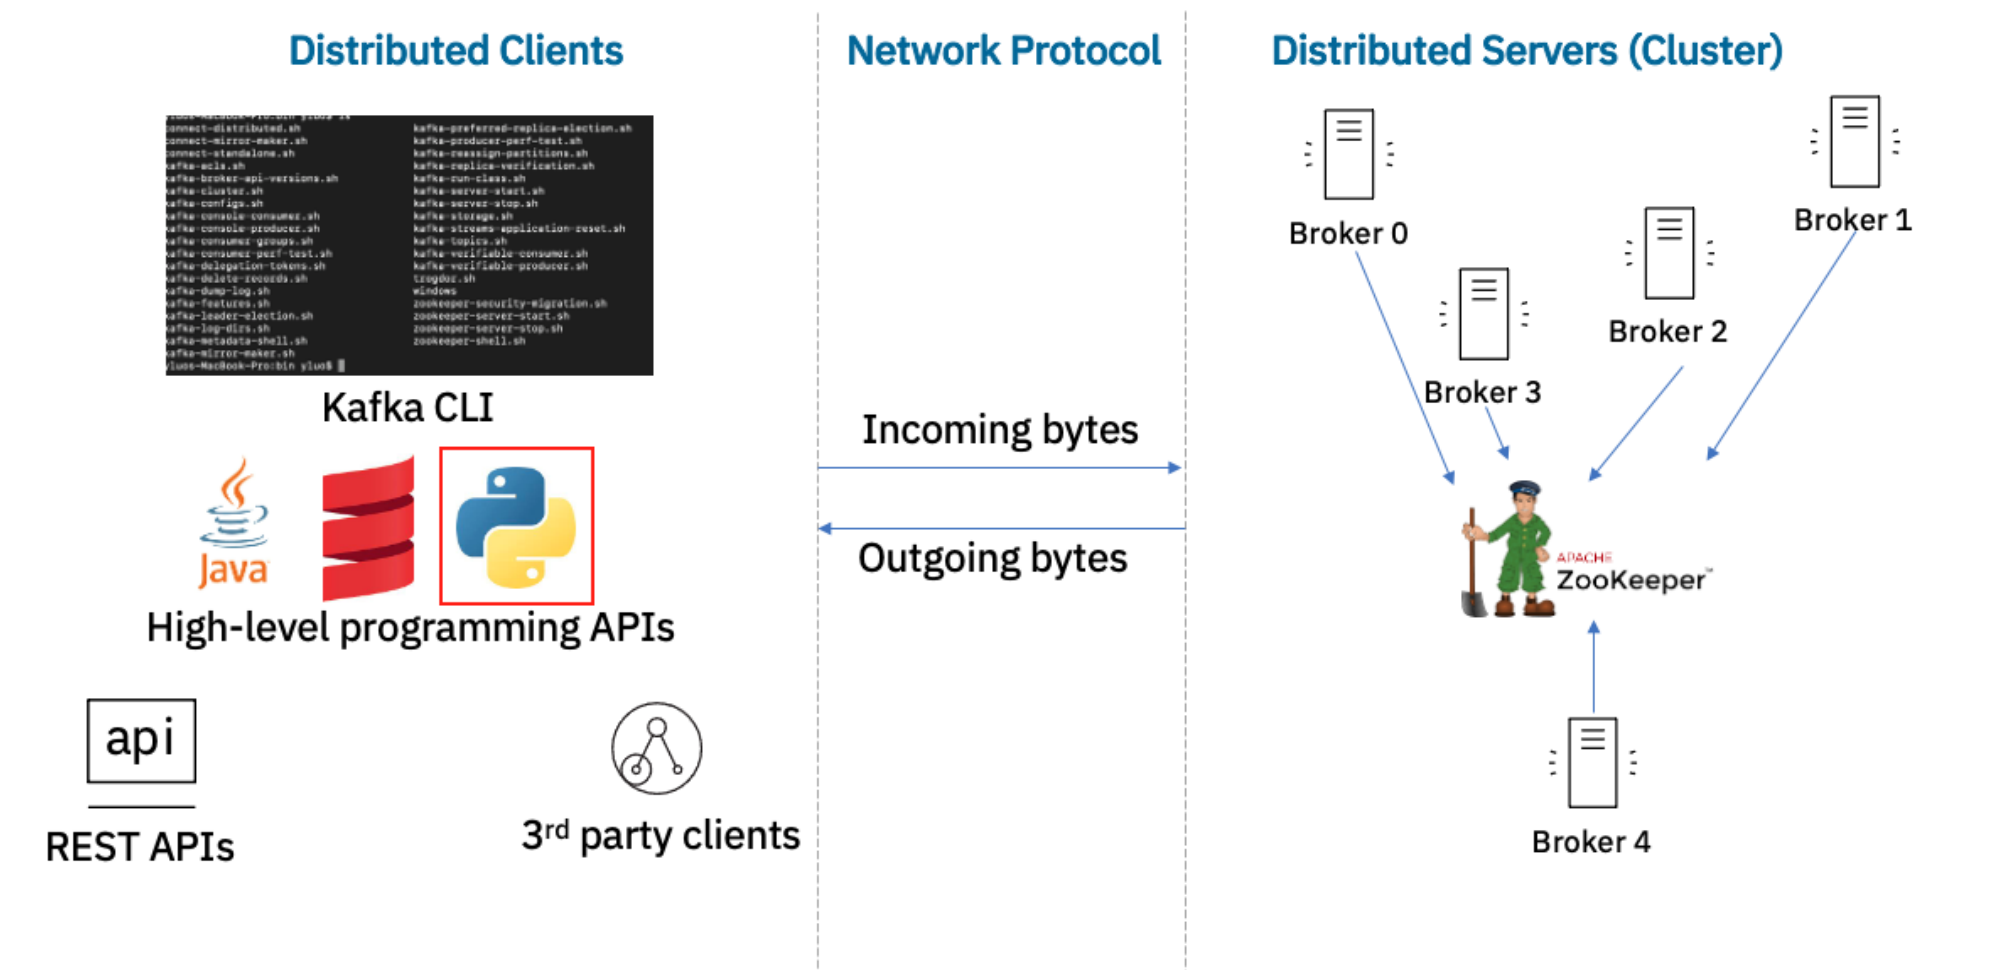 Distributed Clients
Network Protocol
Distributed Servers (Cluster)
connect-distributed.sh
connect-mirror-maker.sh
connect-standalone.sh
kafka-acls.sh
kafka-broker-api-versions.sh
kafka-cluster.sh
kafka-configs.sh
kafka-console-consumer.sh
kafka-console-producer.sh
kafka-consumer-groups.sh
kafka-consumer-perf-test.sh
kafka-delegation-tokens.sh
kafka-delete-records.sh
kafka-dump-log.sh
kafka-features.sh
kafka-leader-election.sh
kafka-log-dirs.sh
kafka-metadata-shell.sh
kafka-mirror-maker.sh
yluos-MacBook-Pro:bin yluo$
kafka-preferred-replica-election.sh
kafka-producer-perf-test.sh
kafka-reassign-partitions.sh
kafka-replica-verification.sh
kafka-run-class.sh
kafka-server-start.sh
kafka-server-stop.sh
kafka-storage.sh
kafka-streams-application-reset.sh
kafka-topics.sh
kafka-verifiable-consumer.sh
kafka-verifiable-producer.sh
trogdor.sh
windows
zookeeper-security-migration.sh
zookeeper-server-start.sh
zookeeper-server-stop.sh
zookeeper-shell.sh
Kafka CLI
Java
High-level programming APIs
api
REST APIs
3rd party clients
Incoming bytes
Outgoing bytes
Broker 0
Broker 1
Broker 2
Broker 3
APACHE
ZooKeeper™
Broker 4